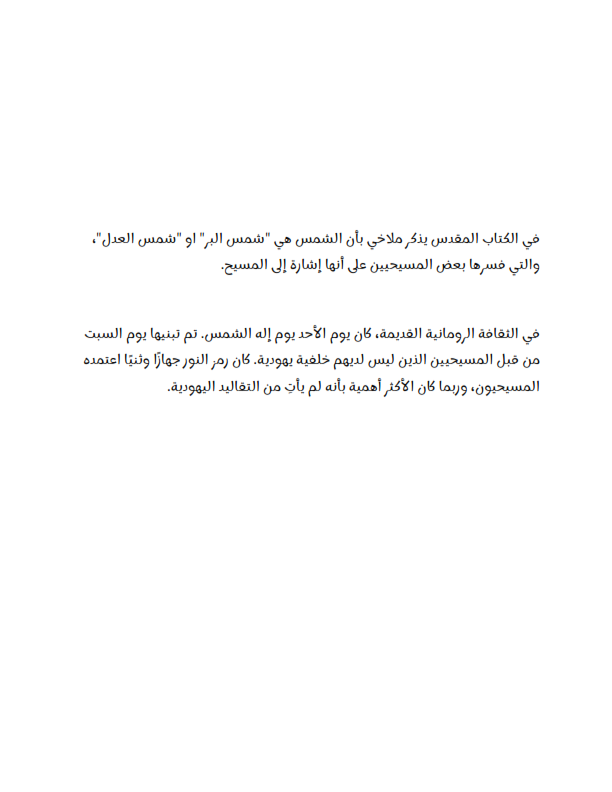 في الكتاب المقدس يذكر ملاخي بأن الشمس هي "شمس البر" او "شمس العدل"،
والتي فسرها بعض المسيحيين على أنها إشارة إلى المسيح.
في الثقافة الرومانية القديمة، كان يوم الأحد يوم إله الشمس. تم تبنيها يوم السبت
من قبل المسيحيين الذين ليس لديهم خلفية يهودية. كان رمز النور جهازًا وثنيًا اعتمده
المسيحيون، وربما كان الأكثر أهمية بأنه لم يأتِ من التقاليد اليهودية.